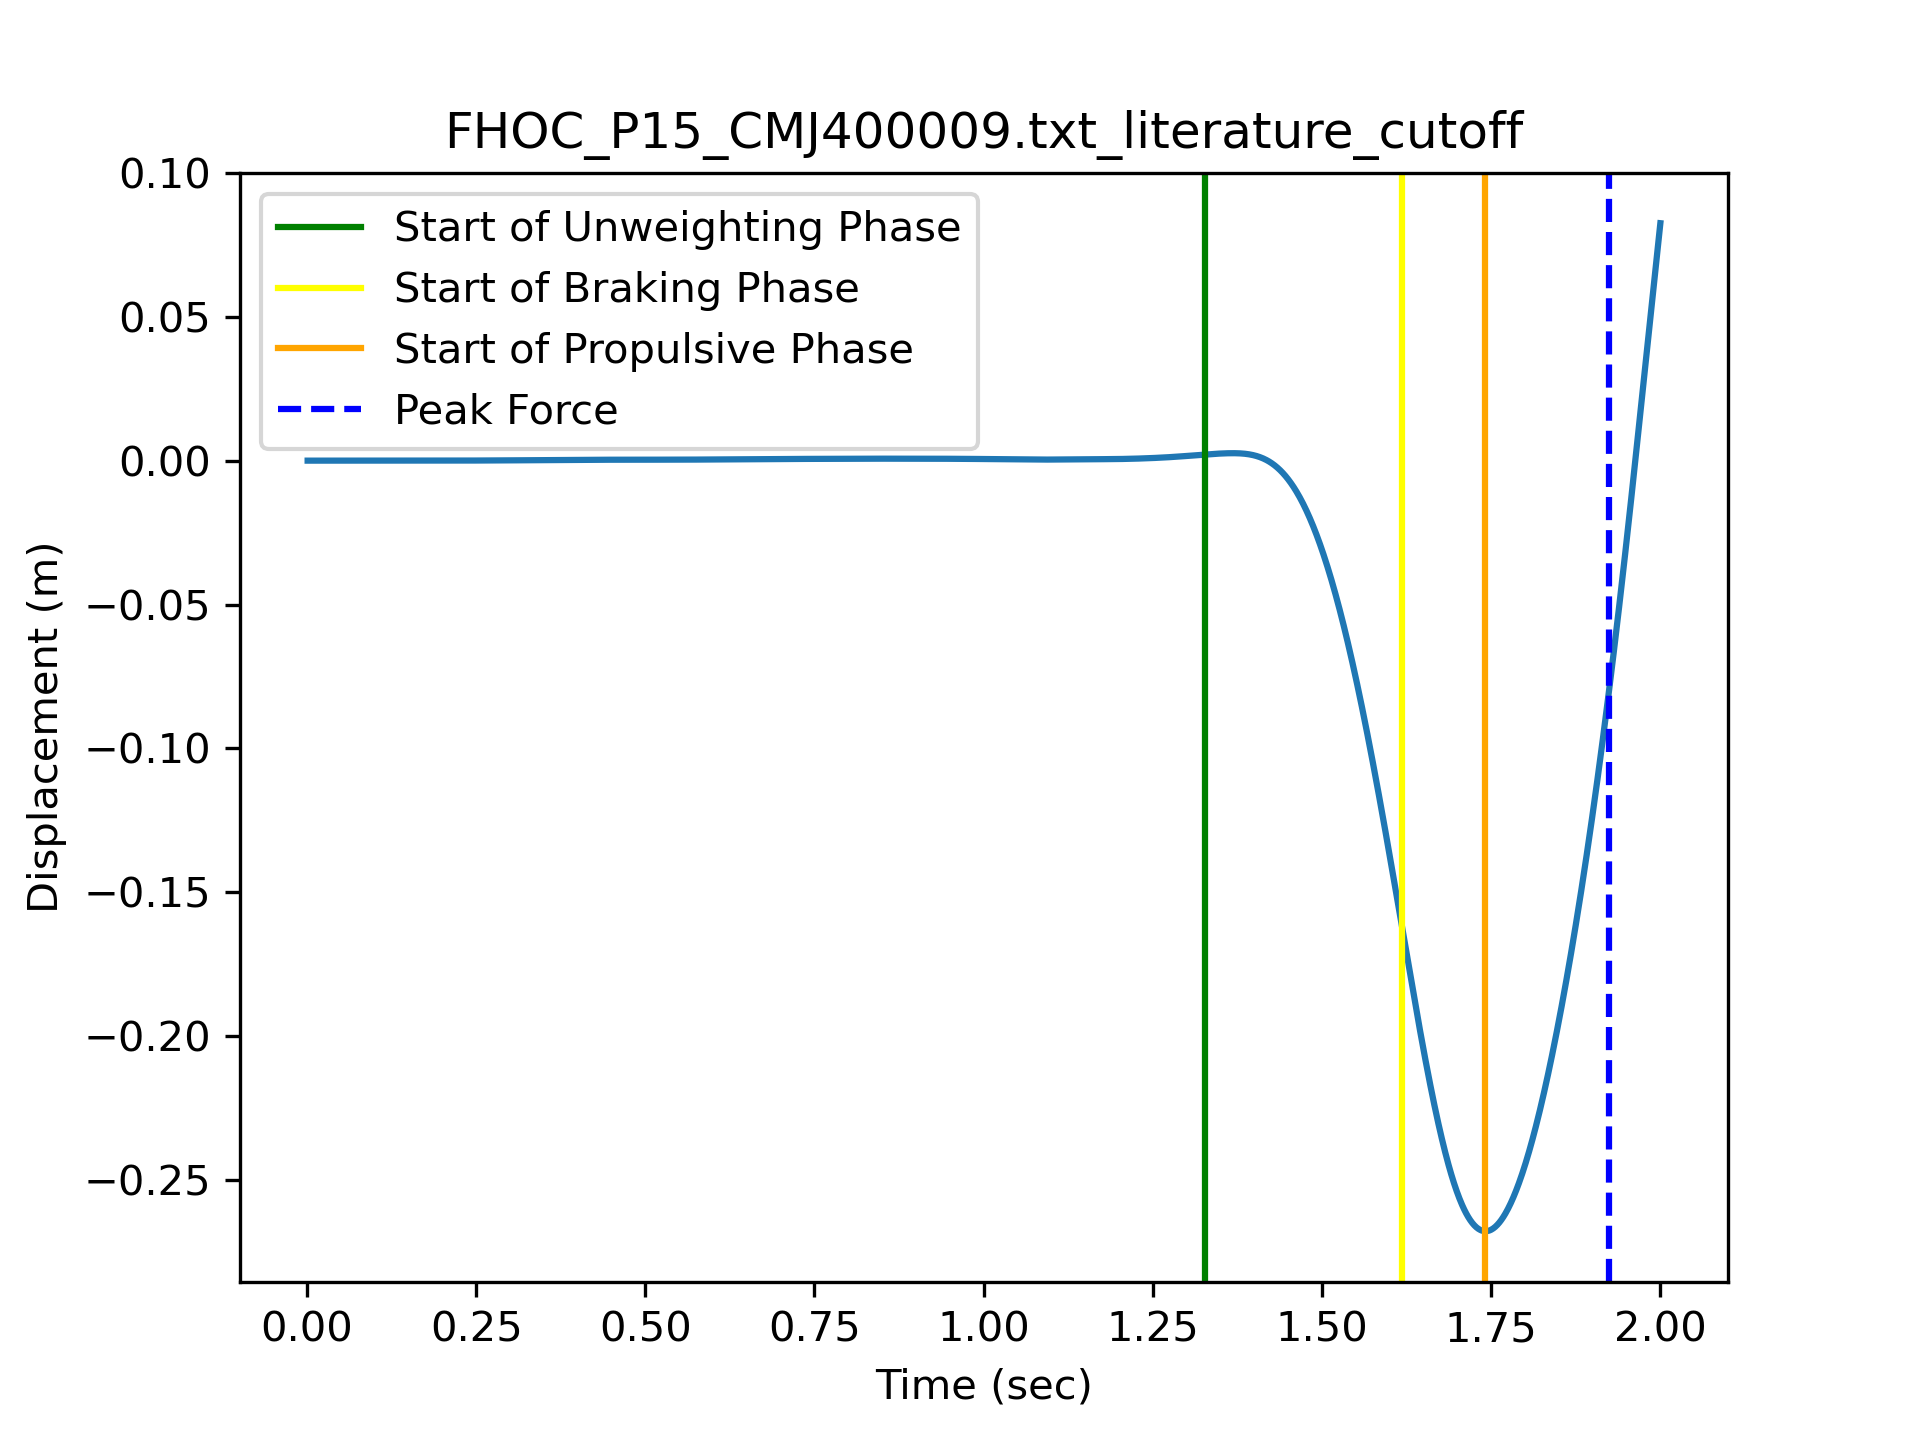 FHOC_P15_CMJ400009.txt_literature_cutoff
0.10
0.05
0.00
−0.05
−0.10
−0.15
−0.20
−0.25
Displacement (m)
Start of Unweighting Phase
Start of Braking Phase
Start of Propulsive Phase
Peak Force
0.00 0.25 0.50 0.75 1.00 1.25 1.50 1.75 2.00
Time (sec)